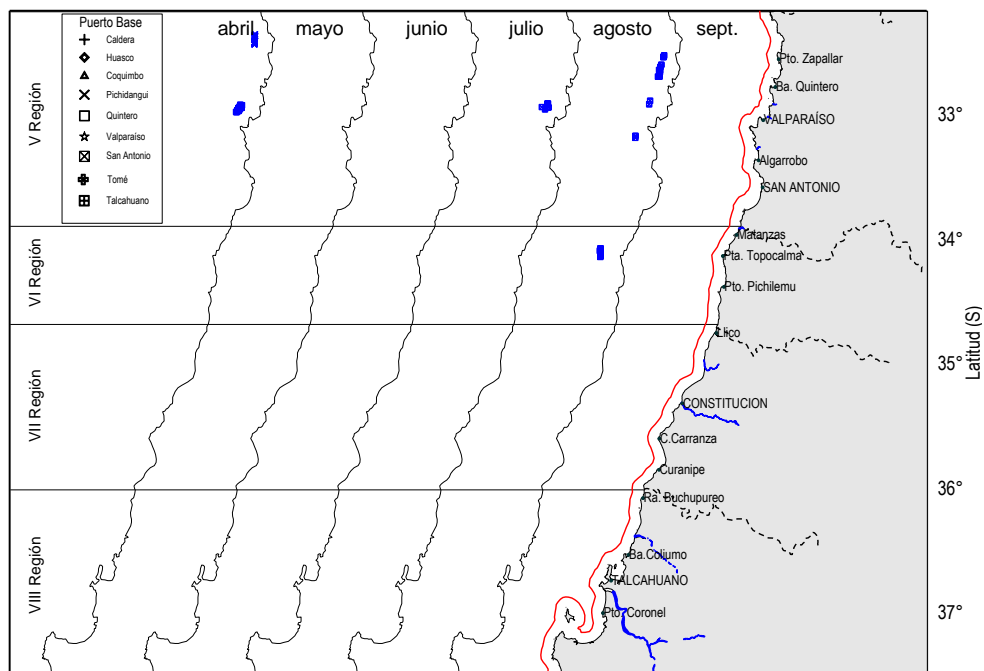 Puerto Base
Caldera
Huasco
Coquimbo
Pichidangui
Quintero
Valparaíso
San Antonio
Tomé
Talcahuano
abril
mayo
junio
julio
agosto
sept.
V Región
VI Región
VII Región
VIII Región
Pto. Zapallar
Ba. Quintero
VALPARAÍSO
Algarrobo
SAN ANTONIO
Matanzas
Pta. Topocalma
Pto. Pichilemu
Llico
CONSTITUCION
C.Carranza
Curanipe
Ra. Buchupureo
Ba.Coliumo
TALCAHUANO
Pto. Coronel
33°
34°
35°
36°
37°
Latitud (S)